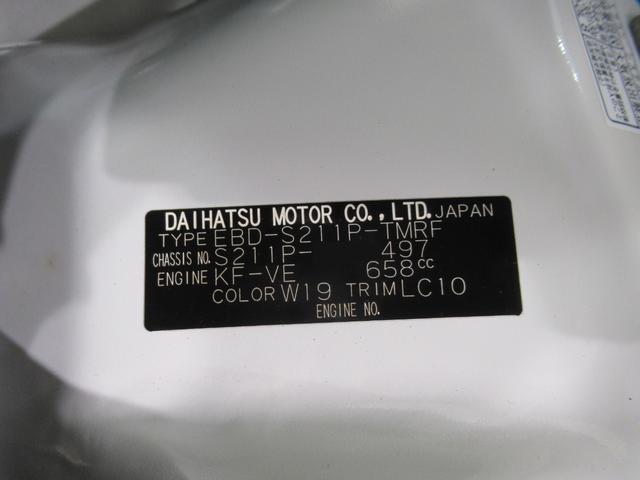 DAIHATSU MOTOR CO.,LTD. JAPAN
TYPE EBD-S211P-TMRF
CHASSIS NO. S211P- 497
ENGINE KF-VE 658cc
COLOR W19 TRIM LC10
ENGINE NO.